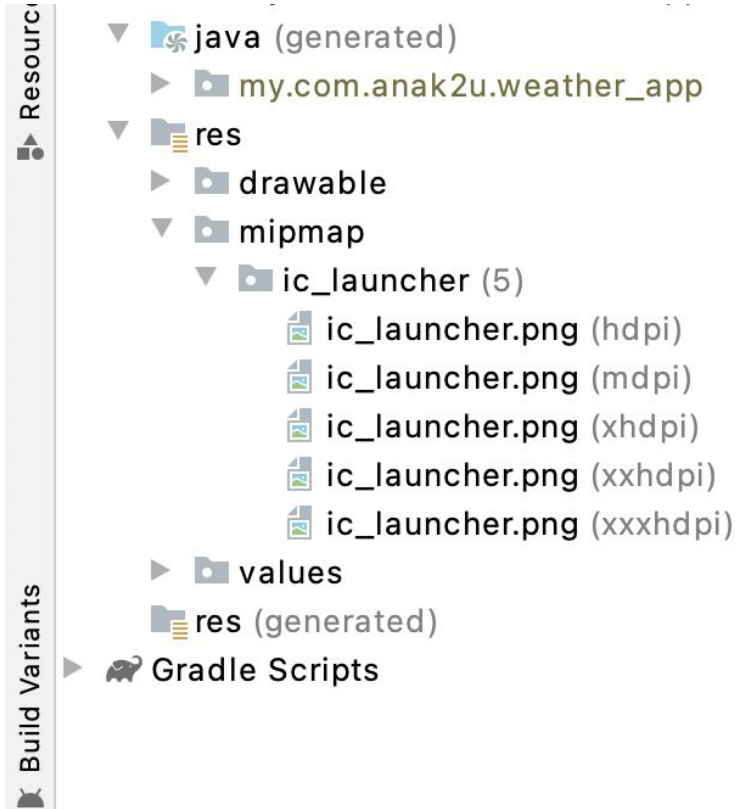 java (generated)
my.com.anak2u.weather_app
res
drawable
mipmap
ic_launcher (5)
ic_launcher.png (hdpi)
ic_launcher.png (mdpi)
ic_launcher.png (xhdpi)
ic_launcher.png (xxhdpi)
ic_launcher.png (xxxhdpi)
values
res (generated)
Gradle Scripts
Resourc
Build Variants